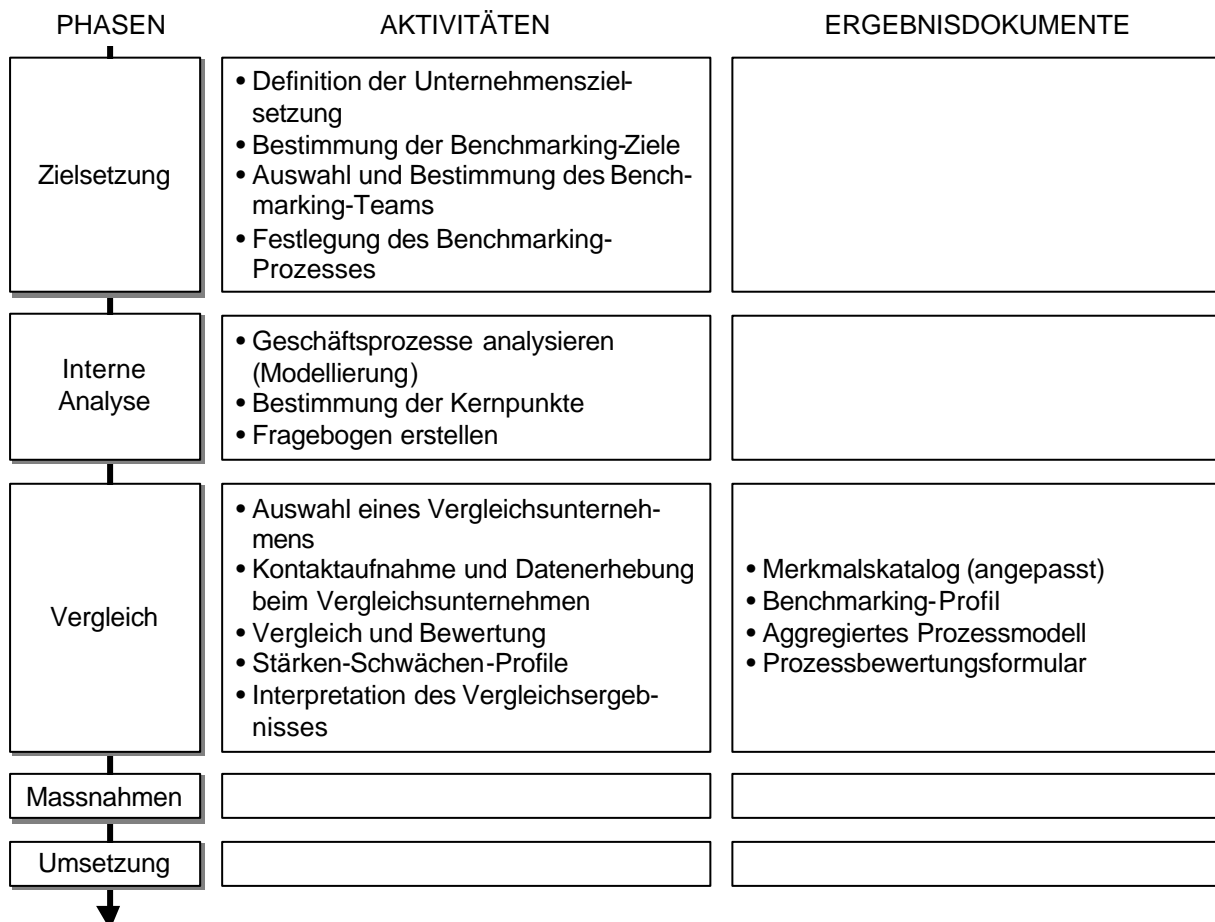 PHASEN
AKTIVITÄTEN
ERGEBNISDOKUMENTE
Zielsetzung
• Definition der Unternehmensziel-
setzung
• Bestimmung der Benchmarking-Ziele
• Auswahl und Bestimmung des Bench-
marking-Teams
• Festlegung des Benchmarking-
Prozesses
Interne
Analyse
• Geschäftsprozesse analysieren
(Modellierung)
• Bestimmung der Kernpunkte
• Fragebogen erstellen
Vergleich
• Auswahl eines Vergleichsunterneh-
mens
• Kontaktaufnahme und Datenerhebung
beim Vergleichsunternehmen
• Vergleich und Bewertung
• Stärken-Schwächen-Profile
• Interpretation des Vergleichsergeb-
nisses
• Merkmalskatalog (angepasst)
• Benchmarking-Profil
• Aggregiertes Prozessmodell
• Prozessbewertungsformular
Massnahmen
Umsetzung